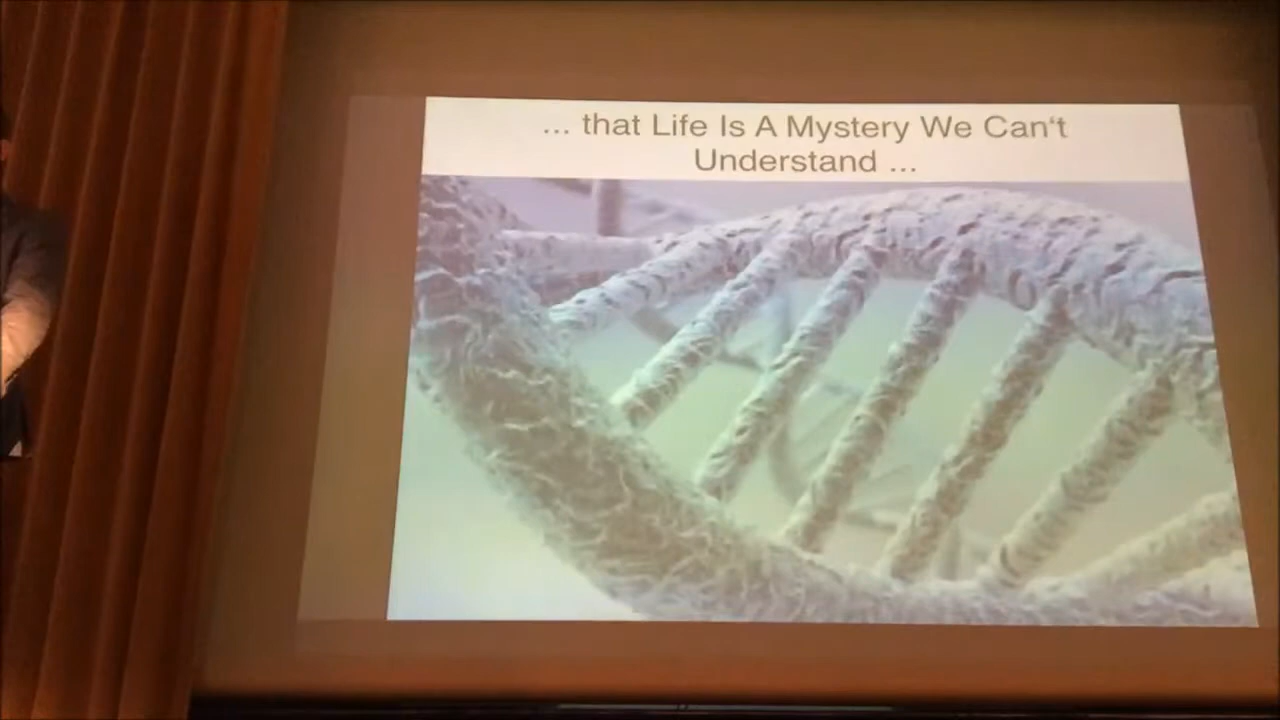 ... that Life Is A Mystery We Can‘t
Understand ...